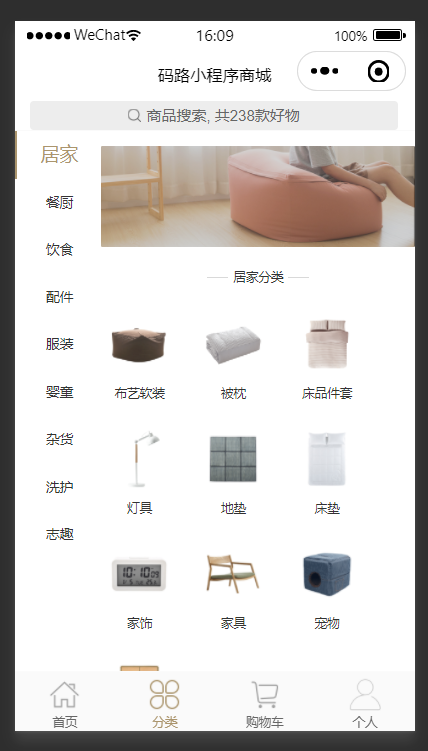 WeChat 16:09 100%
码路小程序商城
商品搜索, 共238款好物
居家
餐厨
饮食
配件
服装
婴童
杂货
洗护
志趣
居家分类
布艺软装 被枕 床品件套
灯具 地垫 床垫
10:10 09
家饰 家具 宠物
首页 分类 购物车 个人